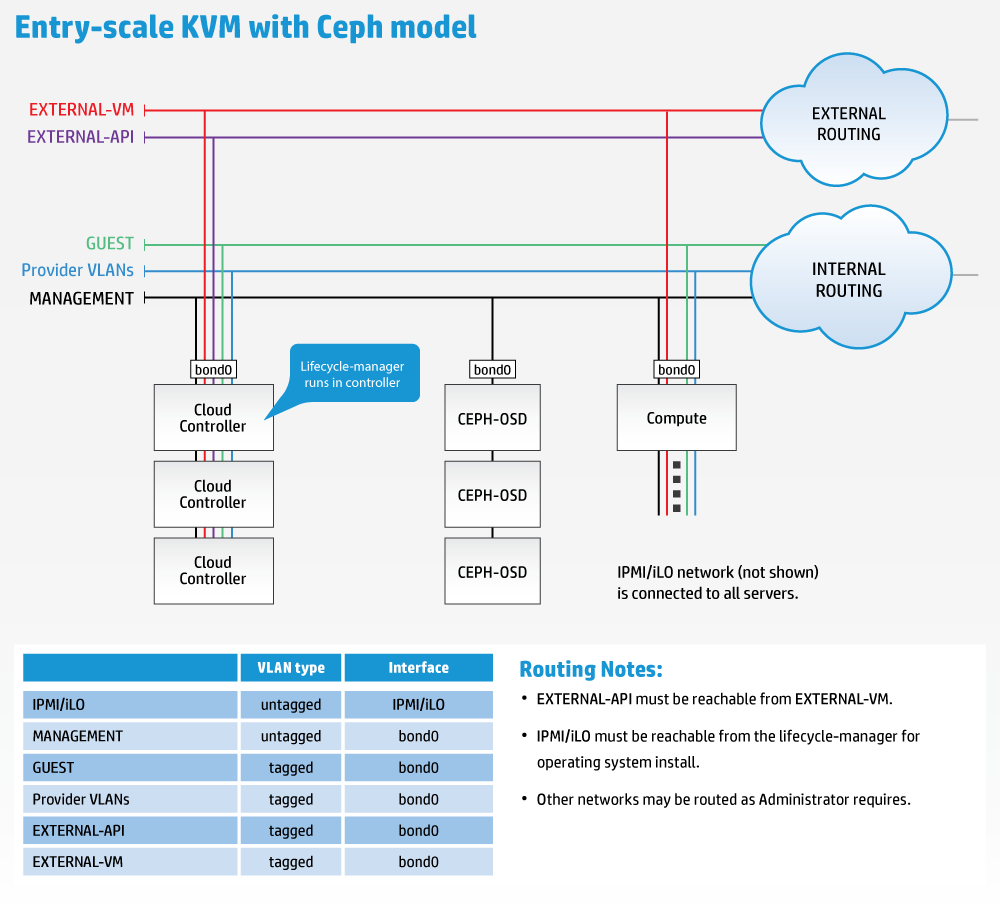 Entry-scale KVM with Ceph model
EXTERNAL-VM
EXTERNAL-API
EXTERNAL
ROUTING
GUEST
Provider VLANs
MANAGEMENT
INTERNAL
ROUTING
bond0
bond0
bond0
Lifecycle-manager
runs in controller
Cloud
Controller
CEPH-OSD
Compute
Cloud
Controller
CEPH-OSD
Cloud
Controller
CEPH-OSD
IPMI/iLO network (not shown)
is connected to all servers.
VLAN type Interface
IPMI/iLO untagged IPMI/iLO
MANAGEMENT untagged bond0
GUEST tagged bond0
Provider VLANs tagged bond0
EXTERNAL-API tagged bond0
EXTERNAL-VM tagged bond0
Routing Notes:
• EXTERNAL-API must be reachable from EXTERNAL-VM.
• IPMI/iLO must be reachable from the lifecycle-manager for
operating system install.
• Other networks may be routed as Administrator requires.